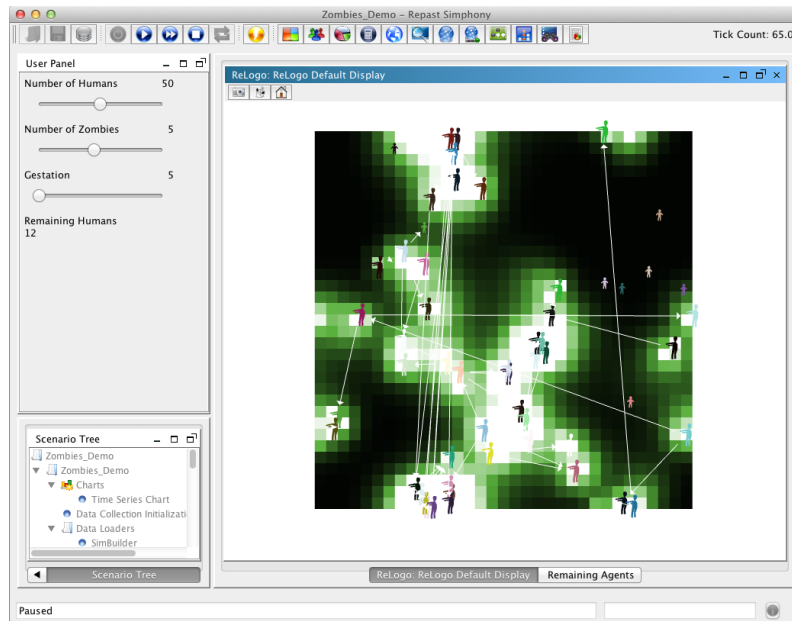 Zombies_Demo - Repast Simphony
Tick Count: 65.0
User Panel
Number of Humans 50
Number of Zombies 5
Gestation 5
Remaining Humans
12
ReLogo: ReLogo Default Display
Scenario Tree
Zombies_Demo
Zombies_Demo
Charts
Time Series Chart
Data Collection Initializati
Data Loaders
SimBuilder
Scenario Tree
ReLogo: ReLogo Default Display Remaining Agents
Paused